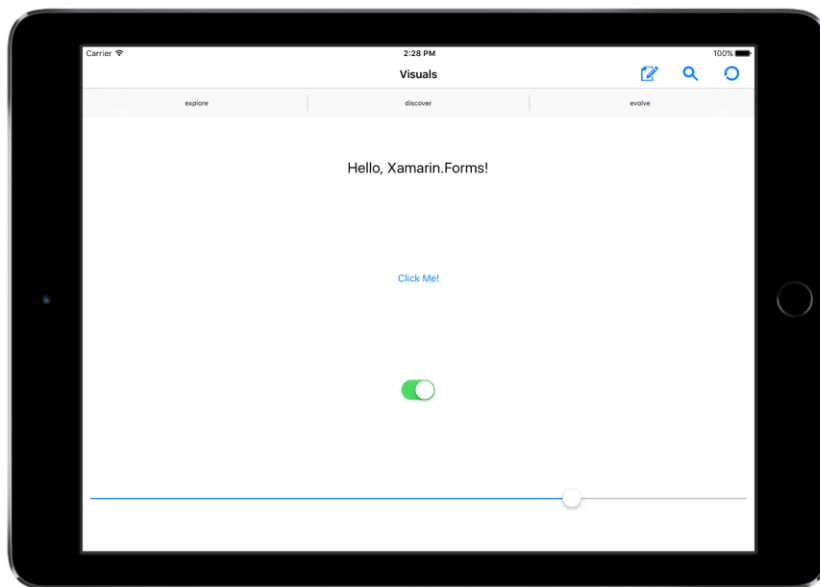 Carrier 2:28 PM 100%
Visuals
explore discover evolve
Hello, Xamarin.Forms!
Click Me!